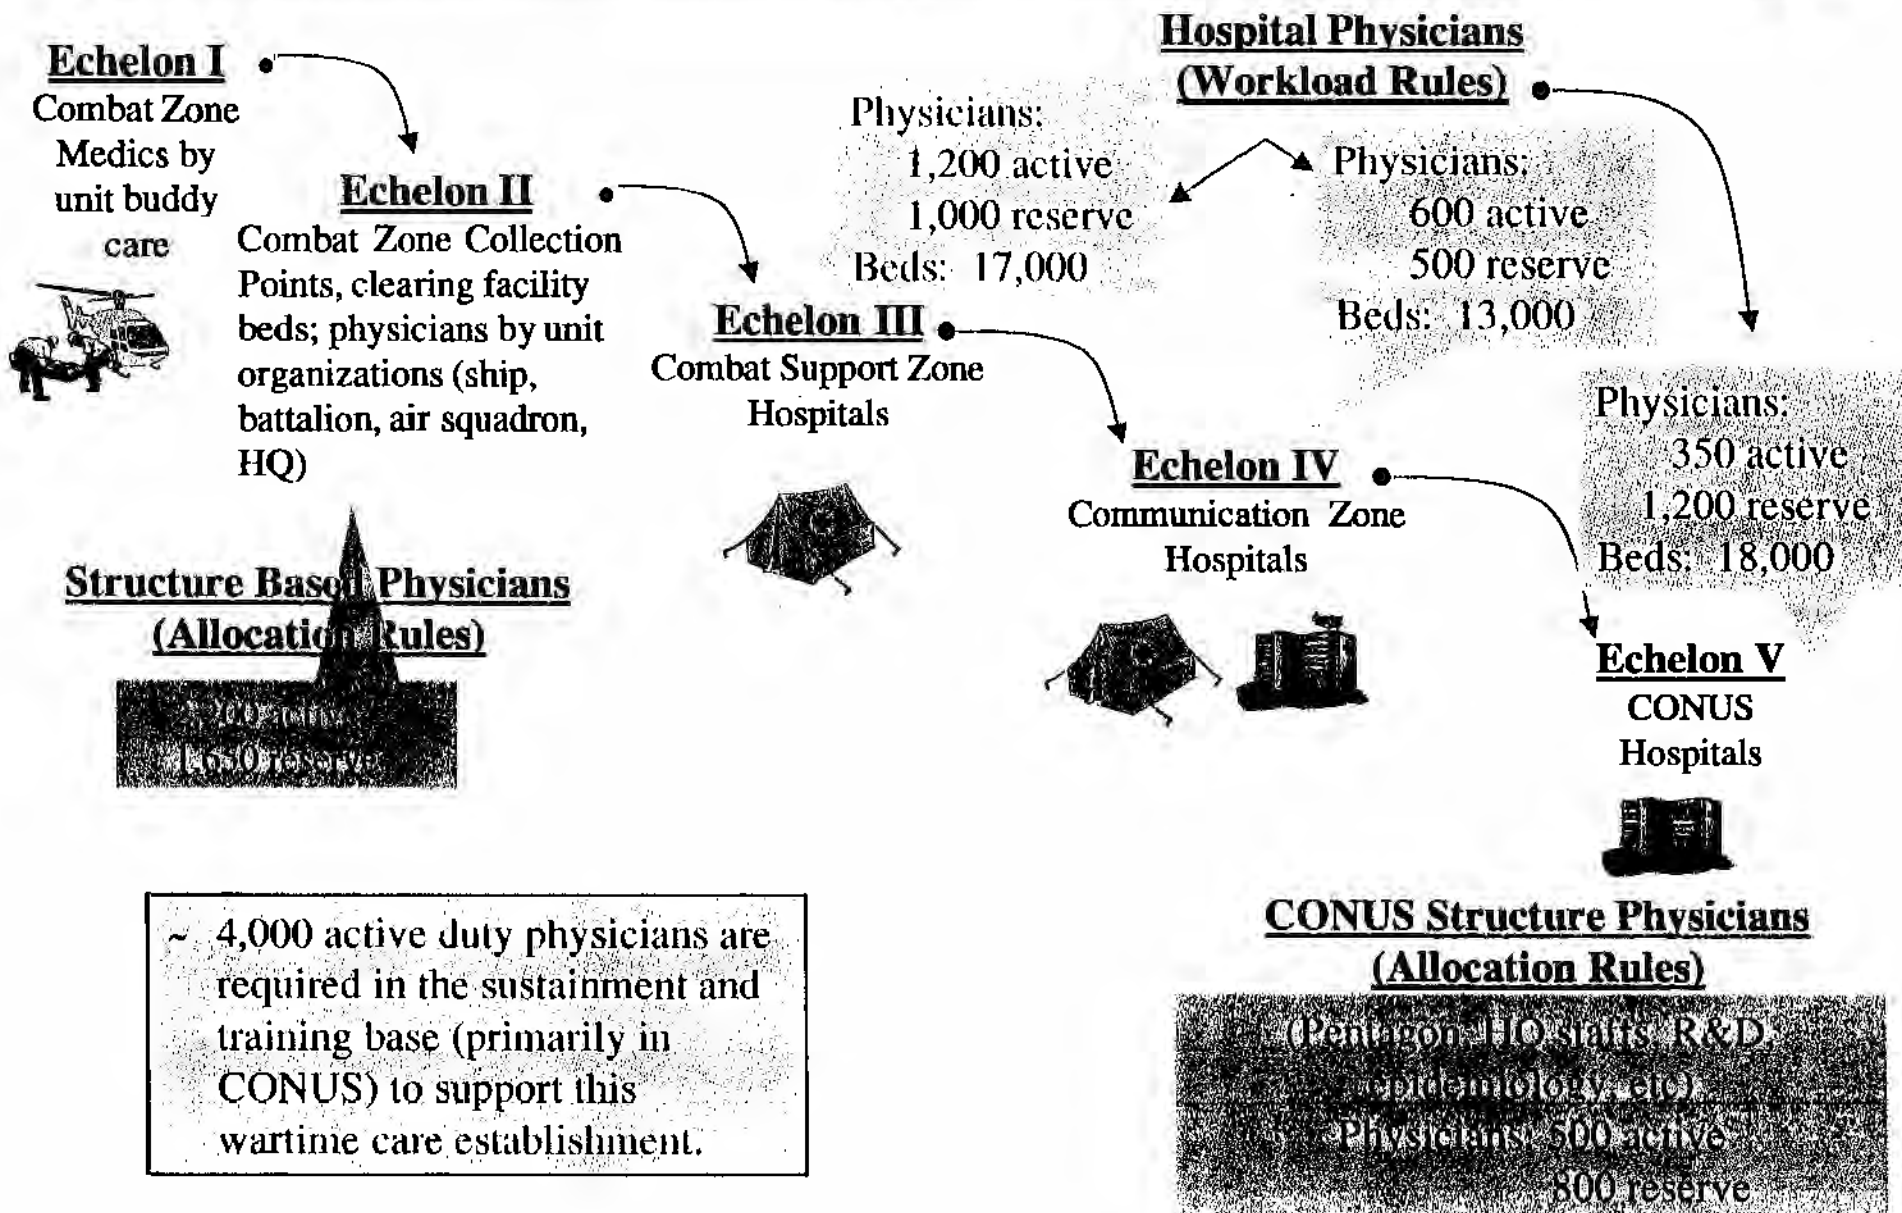 Echelon I
Combat Zone
Medics by
unit buddy
care
Echelon II
Combat Zone Collection
Points, clearing facility
beds; physicians by unit
organizations (ship,
battalion, air squadron,
HQ)
Structure Based Physicians
(Allocation Rules)
active
reserve
Hospital Physicians
(Workload Rules)
Physicians:
1,200 active
1,000 reserve
Beds: 17,000
Physicians:
600 active
500 reserve
Beds: 13,000
Echelon III
Combat Support Zone
Hospitals
Echelon IV
Communication Zone
Hospitals
Physicians:
350 active
1,200 reserve
Beds: 18,000
Echelon V
CONUS
Hospitals
~ 4,000 active duty physicians are
required in the sustainment and
training base (primarily in
CONUS) to support this
wartime care establishment.
CONUS Structure Physicians
(Allocation Rules)
(Pentagon, HQ staffs, R&D,
epidemiology, etc)
Physicians: active
800 reserve